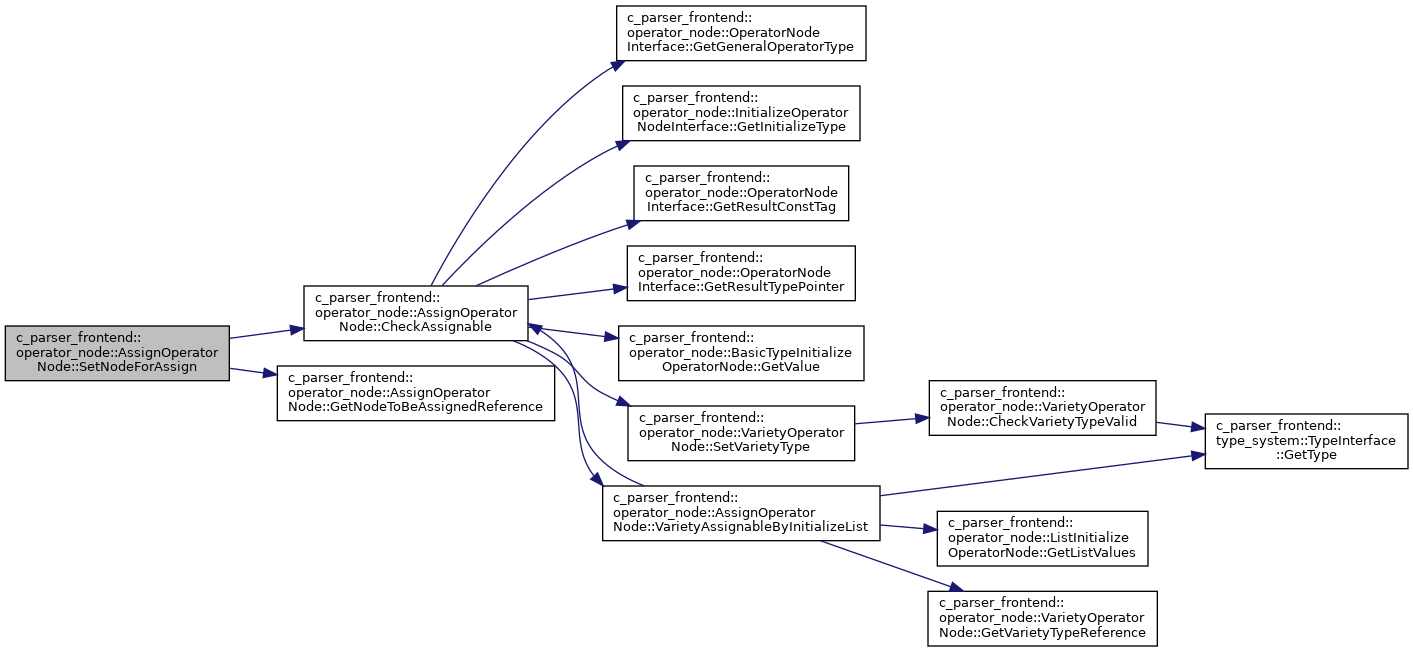 c_parser_frontend::
operator_node::OperatorNode
Interface::GetGeneralOperatorType
c_parser_frontend::
operator_node::InitializeOperator
NodeInterface::GetInitializeType
c_parser_frontend::
operator_node::OperatorNode
Interface::GetResultConstTag
c_parser_frontend::
operator_node::OperatorNode
Interface::GetResultTypePointer
c_parser_frontend::
operator_node::AssignOperator
Node::CheckAssignable
c_parser_frontend::
operator_node::AssignOperator
Node::SetNodeForAssign
c_parser_frontend::
operator_node::BasicTypeInitialize
OperatorNode::GetValue
c_parser_frontend::
operator_node::AssignOperator
Node::GetNodeToBeAssignedReference
c_parser_frontend::
operator_node::VarietyOperator
Node::SetVarietyType
c_parser_frontend::
operator_node::VarietyOperator
Node::CheckVarietyTypeValid
c_parser_frontend::
type_system::TypeInterface
::GetType
c_parser_frontend::
operator_node::AssignOperator
Node::VarietyAssignableByInitializeList
c_parser_frontend::
operator_node::ListInitialize
OperatorNode::GetListValues
c_parser_frontend::
operator_node::VarietyOperator
Node::GetVarietyTypeReference